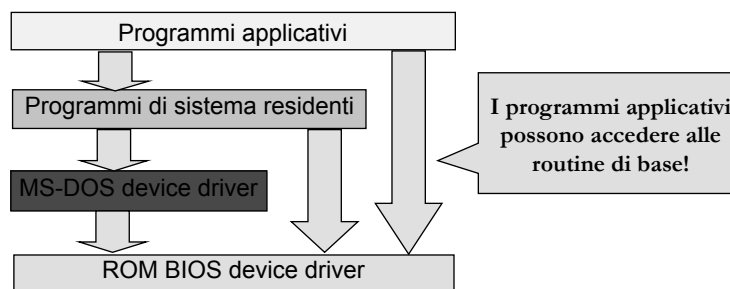 Programmi applicativi
Programmi di sistema residenti
I programmi applicativi
possono accedere alle
routine di base!
MS-DOS device driver
ROM BIOS device driver